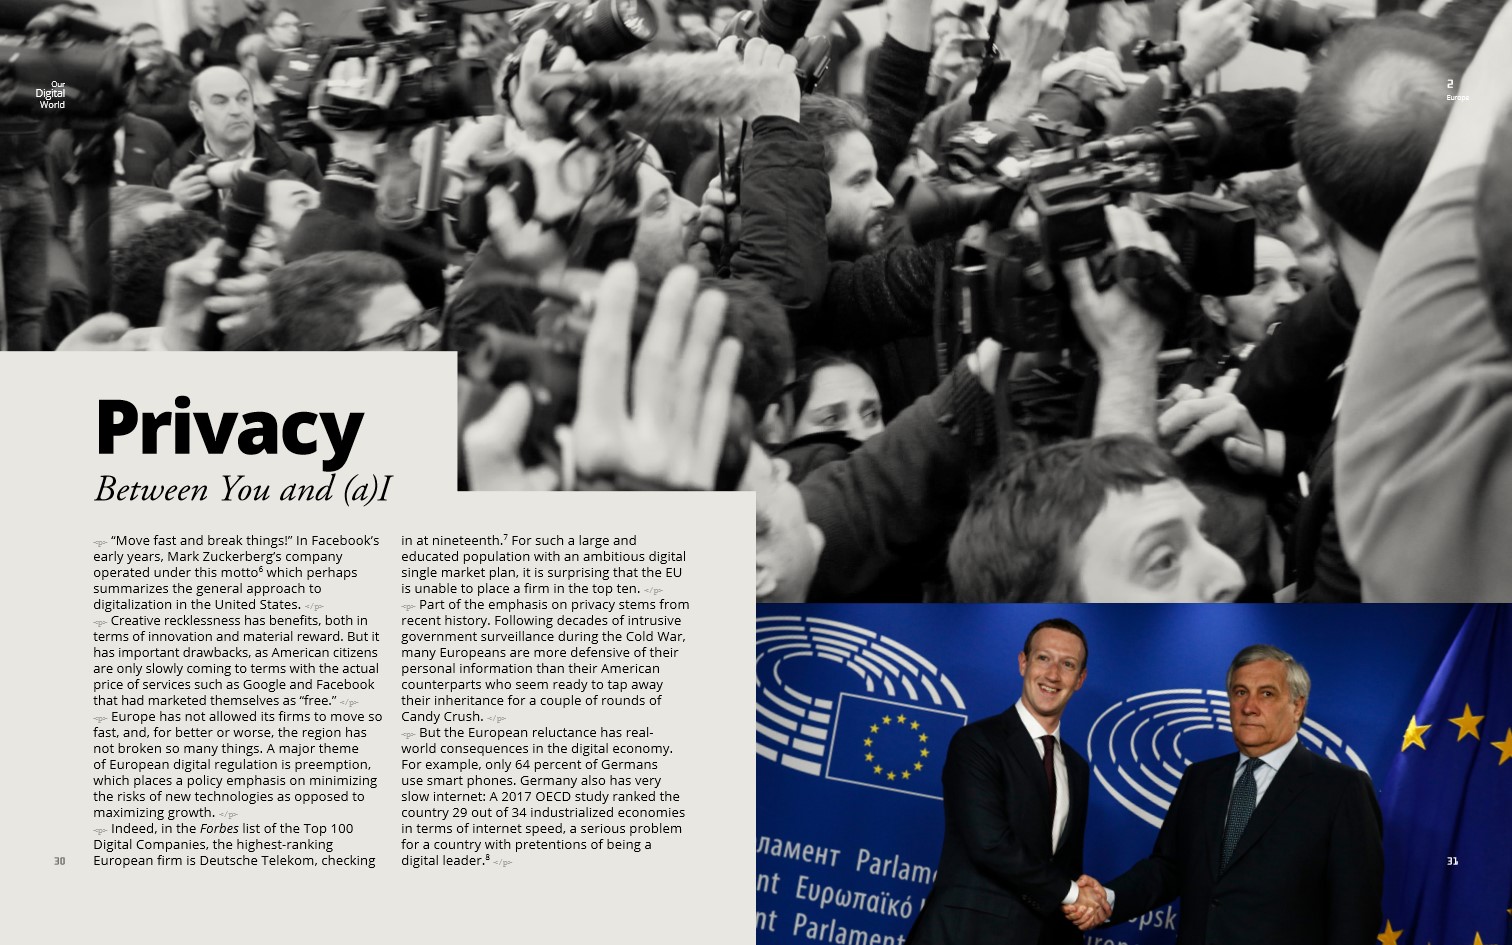 Our
Digital
World
2
Europe
Privacy
Between You and (a)I
<p> “Move fast and break things!” In Facebook’s
early years, Mark Zuckerberg’s company
operated under this motto⁶ which perhaps
summarizes the general approach to
digitalization in the United States. </p>
<p> Creative recklessness has benefits, both in
terms of innovation and material reward. But it
has important drawbacks, as American citizens
are only slowly coming to terms with the actual
price of services such as Google and Facebook
that had marketed themselves as “free.” </p>
<p> Europe has not allowed its firms to move so
fast, and, for better or worse, the region has
not broken so many things. A major theme
of European digital regulation is preemption,
which places a policy emphasis on minimizing
the risks of new technologies as opposed to
maximizing growth. </p>
<p> Indeed, in the Forbes list of the Top 100
Digital Companies, the highest-ranking
European firm is Deutsche Telekom, checking
in at nineteenth.⁷ For such a large and
educated population with an ambitious digital
single market plan, it is surprising that the EU
is unable to place a firm in the top ten. </p>
<p> Part of the emphasis on privacy stems from
recent history. Following decades of intrusive
government surveillance during the Cold War,
many Europeans are more defensive of their
personal information than their American
counterparts who seem ready to tap away
their inheritance for a couple of rounds of
Candy Crush. </p>
<p> But the European reluctance has real-
world consequences in the digital economy.
For example, only 64 percent of Germans
use smart phones. Germany also has very
slow internet: A 2017 OECD study ranked the
country 29 out of 34 industrialized economies
in terms of internet speed, a serious problem
for a country with pretentions of being a
digital leader.⁸ </p>
30
ламент Parlam
nt Ευρωπαϊκό
nt Parlament
opsk
urope
31